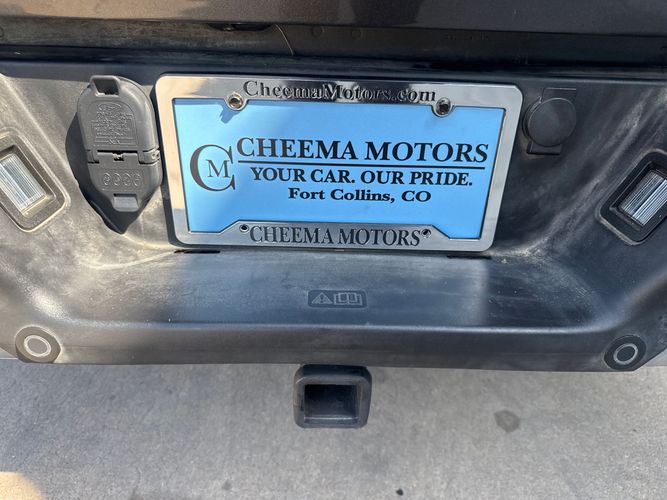 CheemaMotors.com
CM
CHEEMA MOTORS
YOUR CAR. OUR PRIDE.
Fort Collins, CO
CHEEMA MOTORS